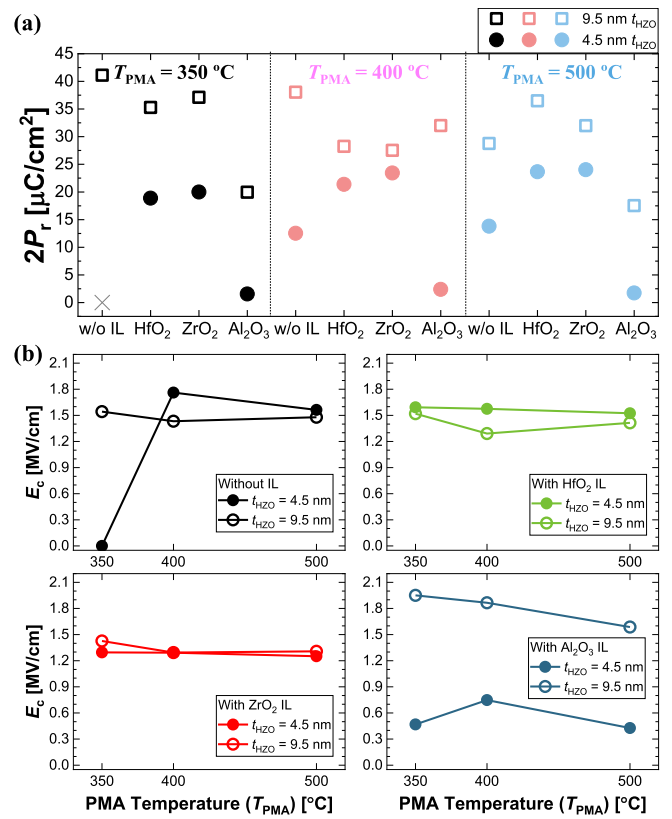 (a)
9.5 nm tHZO
4.5 nm tHZO
TPMA = 350 ºC
TPMA = 400 ºC
TPMA = 500 ºC
2Pr [μC/cm2]
45
40
35
30
25
20
15
10
5
0
w/o IL HfO2 ZrO2 Al2O3 w/o IL HfO2 ZrO2 Al2O3 w/o IL HfO2 ZrO2 Al2O3
(b)
Ec [MV/cm]
2.1
1.8
1.5
1.2
0.9
0.6
0.3
0.0
Without IL
tHZO = 4.5 nm
tHZO = 9.5 nm
350 400 500
2.1
1.8
1.5
1.2
0.9
0.6
0.3
0.0
With HfO2 IL
tHZO = 4.5 nm
tHZO = 9.5 nm
350 400 500
Ec [MV/cm]
2.1
1.8
1.5
1.2
0.9
0.6
0.3
0.0
With ZrO2 IL
tHZO = 4.5 nm
tHZO = 9.5 nm
350 400 500
PMA Temperature (TPMA) [°C]
2.1
1.8
1.5
1.2
0.9
0.6
0.3
0.0
With Al2O3 IL
tHZO = 4.5 nm
tHZO = 9.5 nm
350 400 500
PMA Temperature (TPMA) [°C]